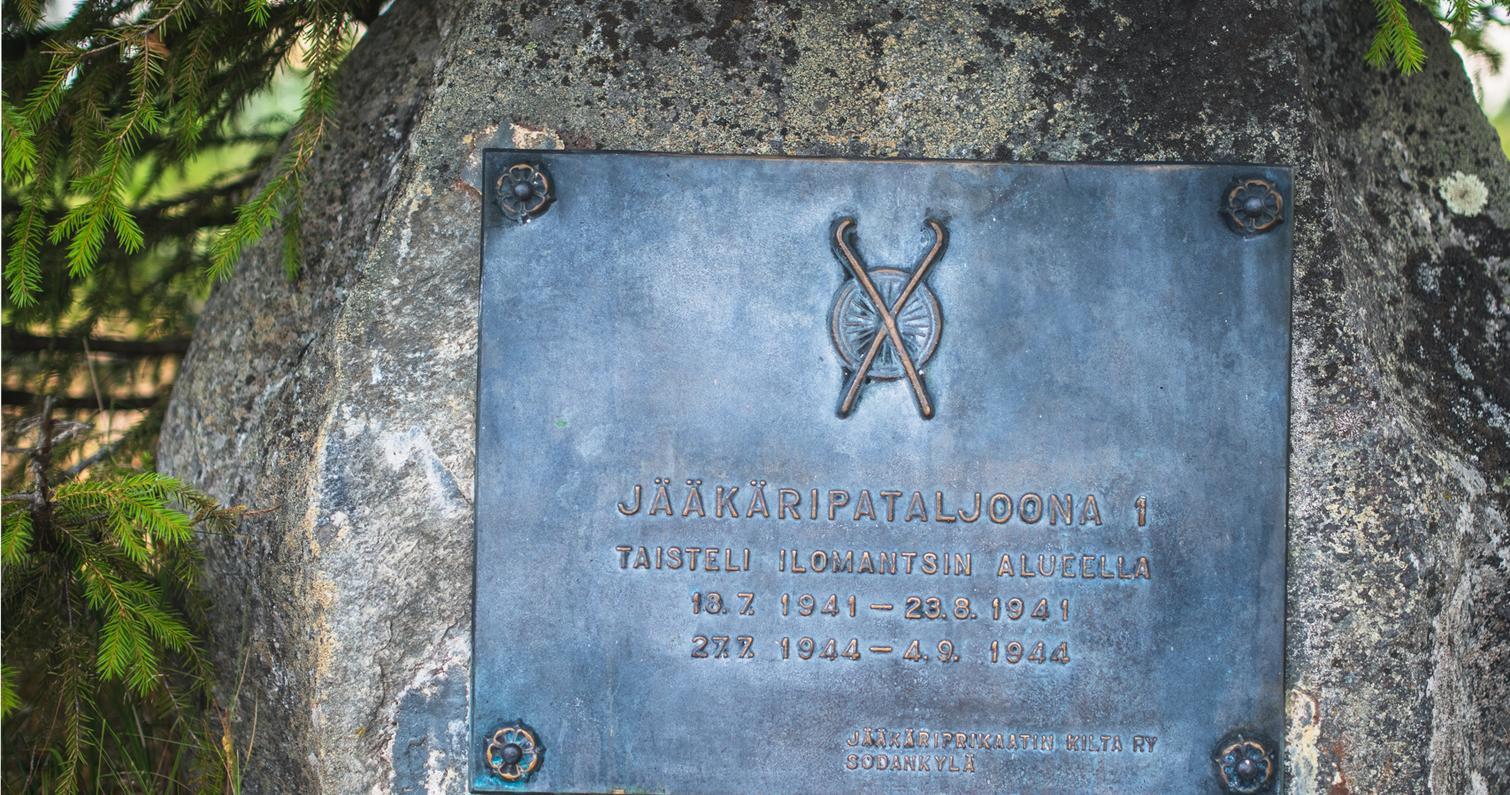 JÄÄKÄRIPATALJOONA 1
TAISTELI ILOMANTSIN ALUEELLA
18.7. 1941 – 23.8. 1941
27.7. 1944 – 4.9. 1944
JÄÄKÄRIPRIKAATIN KILTA RY
SODANKYLÄ